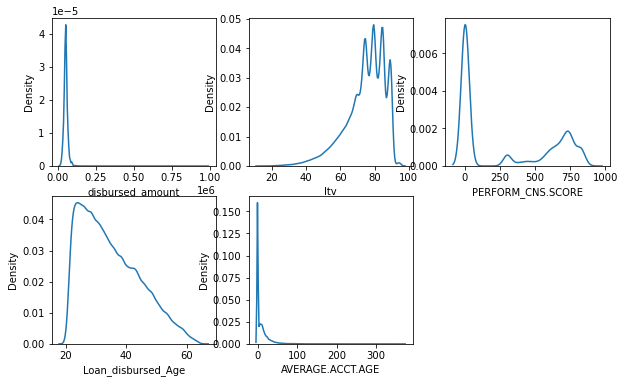 1e−5
Density
4
3
2
1
0
0.00 0.25 0.50 0.75 1.00
disbursed_amount
1e6
Density
0.05
0.04
0.03
0.02
0.01
0.00
20 40 60 80 100
ltv
Density
0.006
0.004
0.002
0.000
0 250 500 750 1000
PERFORM_CNS.SCORE
Density
0.04
0.03
0.02
0.01
0.00
20 40 60
Loan_disbursed_Age
Density
0.150
0.125
0.100
0.075
0.050
0.025
0.000
0 100 200 300
AVERAGE.ACCT.AGE